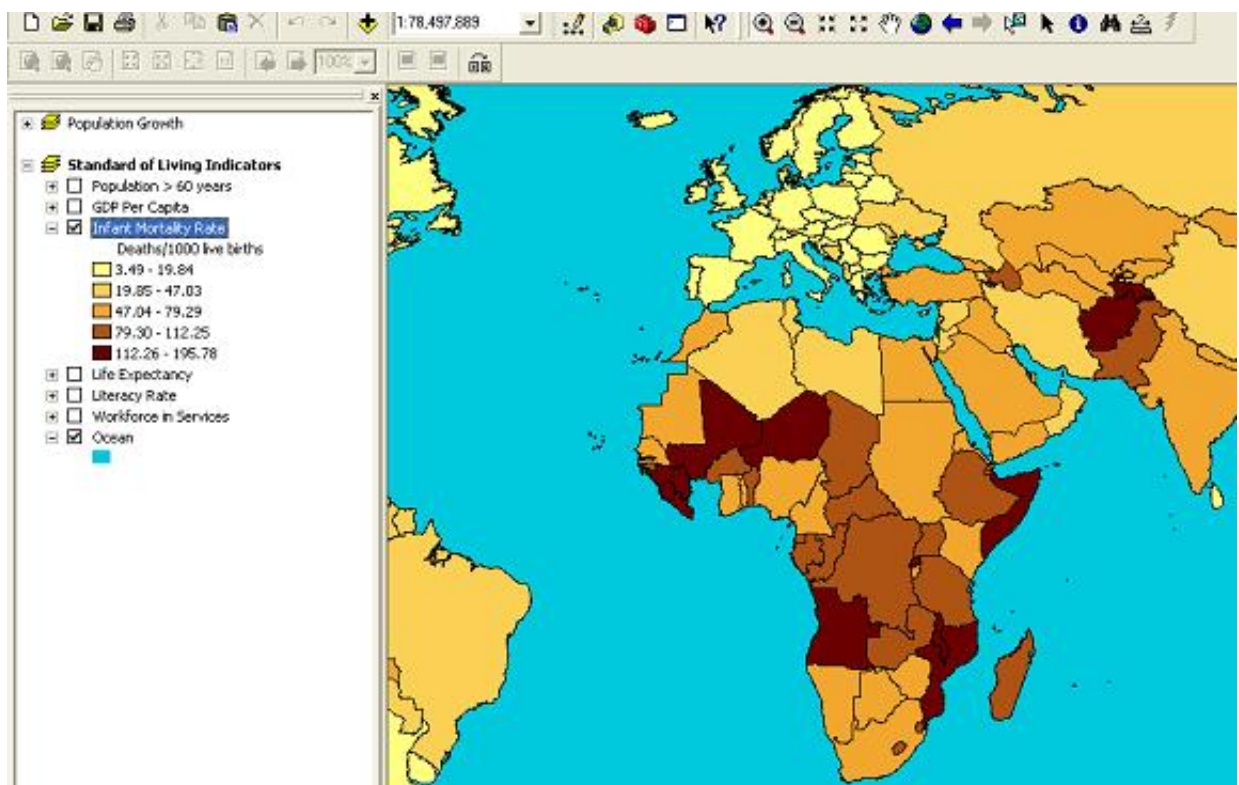 1:78,497,889
100%
Population Growth
Standard of Living Indicators
Population > 60 years
GDP Per Capita
Infant Mortality Rate
Deaths/1000 live births
3.49 - 19.84
19.85 - 47.03
47.04 - 79.29
79.30 - 112.25
112.26 - 195.78
Life Expectancy
Literacy Rate
Workforce in Services
Ocean